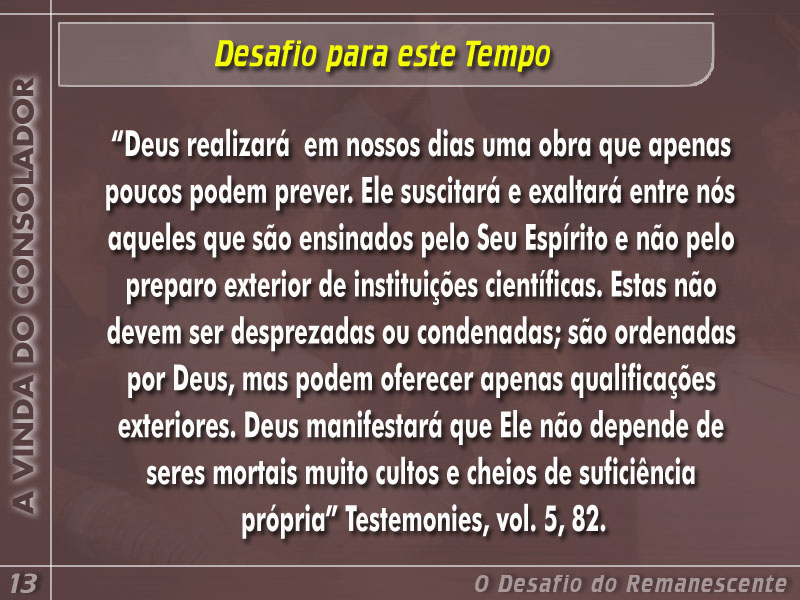 Desafio para este Tempo
A VINDA DO CONSOLADOR
“Deus realizará em nossos dias uma obra que apenas
poucos podem prever. Ele suscitará e exaltará entre nós
aqueles que são ensinados pelo Seu Espírito e não pelo
preparo exterior de instituições científicas. Estas não
devem ser desprezadas ou condenadas; são ordenadas
por Deus, mas podem oferecer apenas qualificações
exteriores. Deus manifestará que Ele não depende de
seres mortais muito cultos e cheios de suficiência
própria” Testemonies, vol. 5, 82.
13
O Desafio do Remanescente